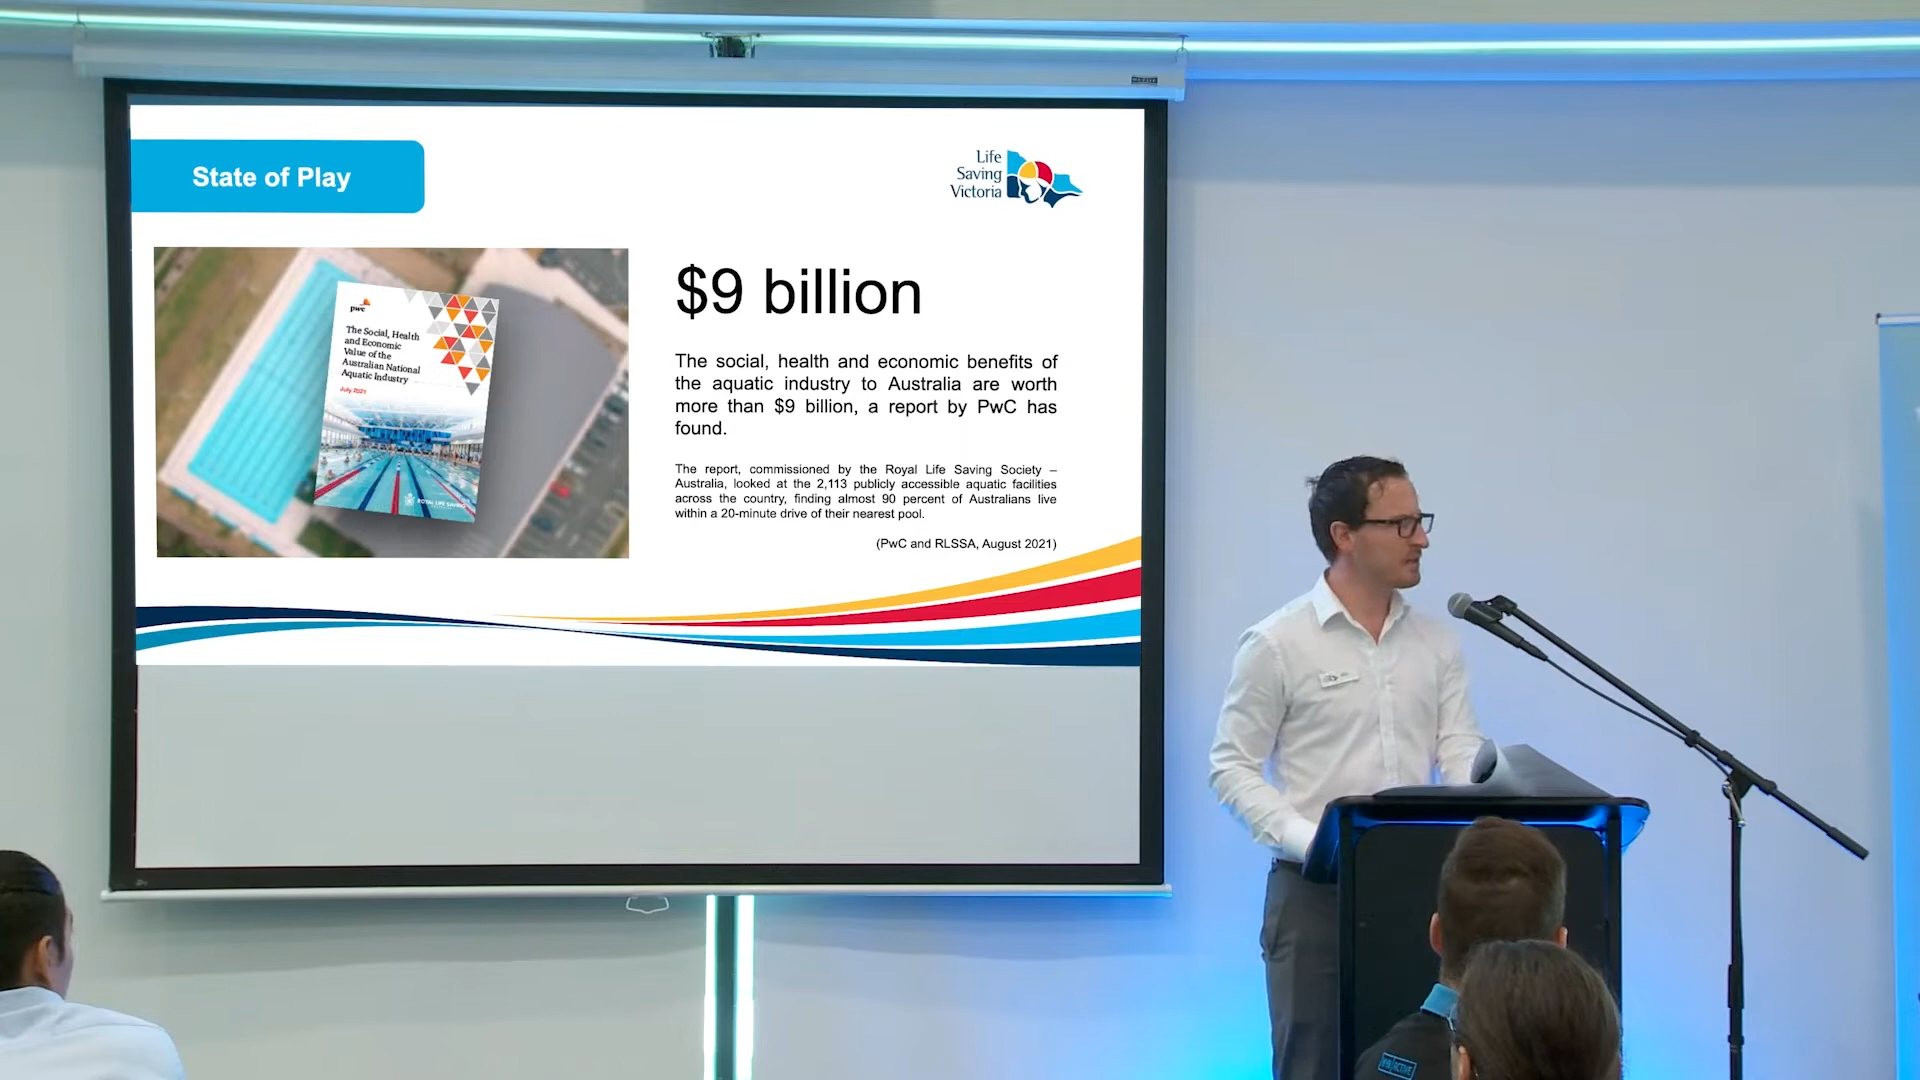 State of Play
Life
Saving
Victoria
pwc
The Social, Health
and Economic
Value of the
Australian National
Aquatic Industry
July 2021
ROYAL LIFE SAVING
$9 billion
The social, health and economic benefits of
the aquatic industry to Australia are worth
more than $9 billion, a report by PwC has
found.
The report, commissioned by the Royal Life Saving Society –
Australia, looked at the 2,113 publicly accessible aquatic facilities
across the country, finding almost 90 percent of Australians live
within a 20-minute drive of their nearest pool.
(PwC and RLSSA, August 2021)